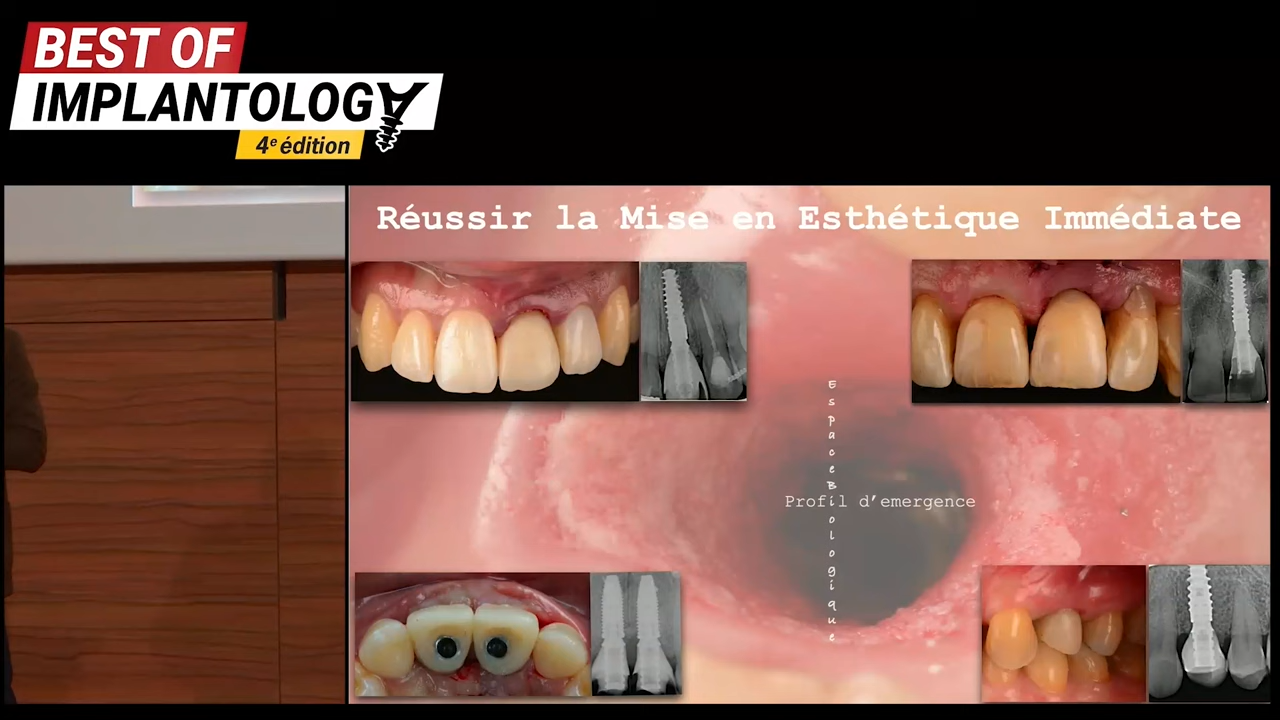 BEST OF
IMPLANTOLOGY
4e édition
Réussir la Mise en Esthétique Immédiate
Espace Biologique
Profil d'emergence